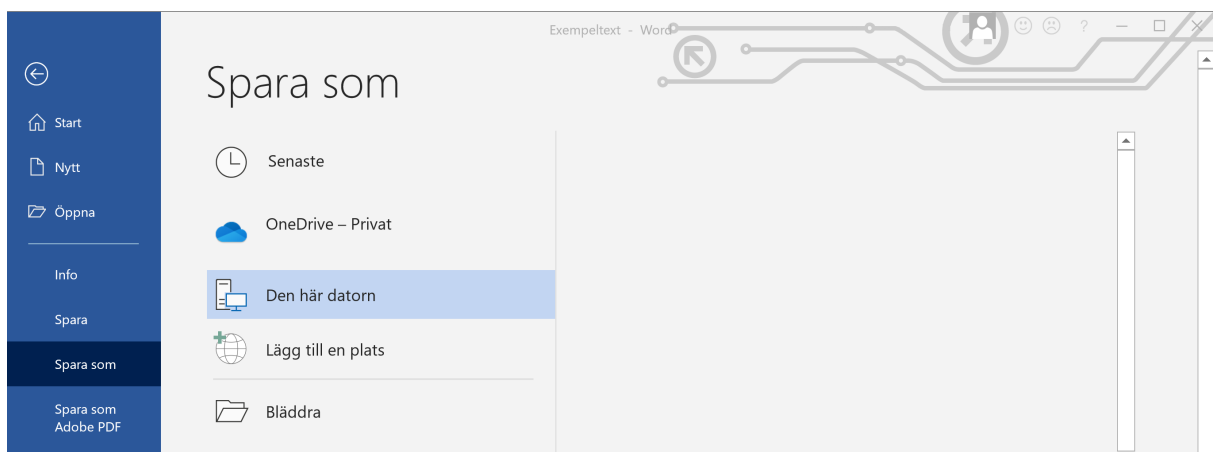 Exempeltext - Word
?
Spara som
Start
Nytt
Öppna
Info
Spara
Spara som
Spara som
Adobe PDF
Senaste
OneDrive – Privat
Den här datorn
Lägg till en plats
Bläddra